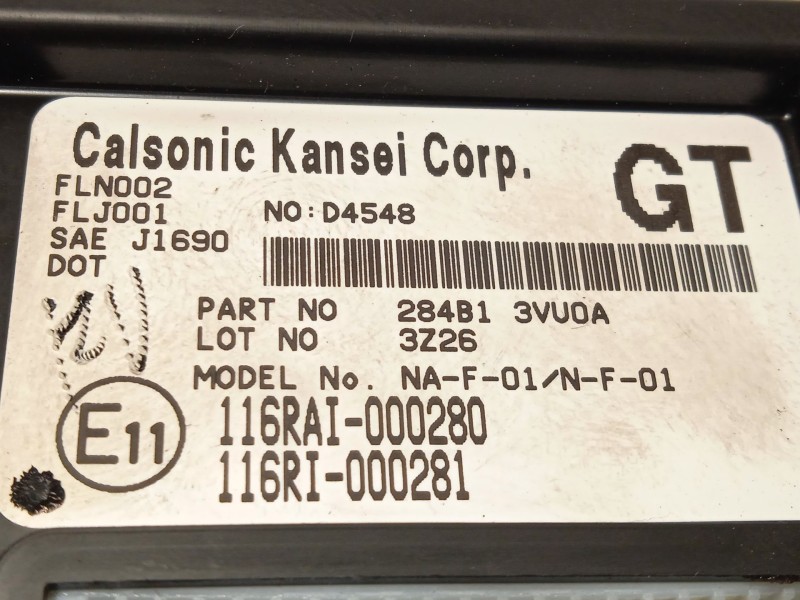 Calsonic Kansei Corp. GT
FLN002
FLJ001 NO:D4548
SAE J1690
DOT
PART NO 284B1 3VU0A
LOT NO 3Z26
MODEL No. NA-F-01/N-F-01
E11 116RAI-000280
116RI-000281